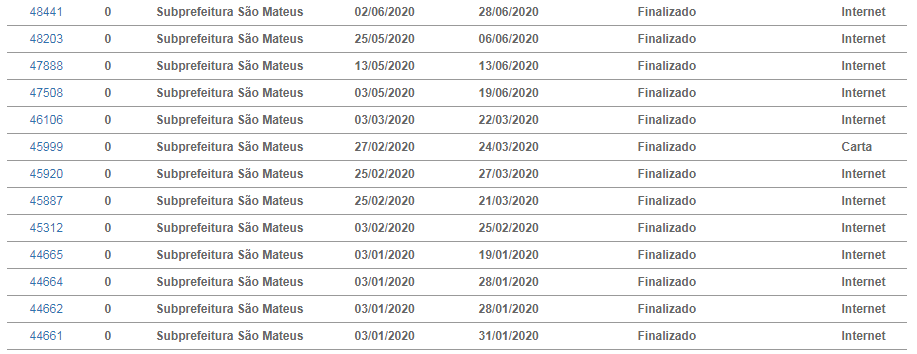 48441 0 Subprefeitura São Mateus 02/06/2020 28/06/2020 Finalizado Internet
48203 0 Subprefeitura São Mateus 25/05/2020 06/06/2020 Finalizado Internet
47888 0 Subprefeitura São Mateus 13/05/2020 13/06/2020 Finalizado Internet
47508 0 Subprefeitura São Mateus 03/05/2020 19/06/2020 Finalizado Internet
46106 0 Subprefeitura São Mateus 03/03/2020 22/03/2020 Finalizado Internet
45999 0 Subprefeitura São Mateus 27/02/2020 24/03/2020 Finalizado Carta
45920 0 Subprefeitura São Mateus 25/02/2020 27/03/2020 Finalizado Internet
45887 0 Subprefeitura São Mateus 25/02/2020 21/03/2020 Finalizado Internet
45312 0 Subprefeitura São Mateus 03/02/2020 25/02/2020 Finalizado Internet
44665 0 Subprefeitura São Mateus 03/01/2020 19/01/2020 Finalizado Internet
44664 0 Subprefeitura São Mateus 03/01/2020 28/01/2020 Finalizado Internet
44662 0 Subprefeitura São Mateus 03/01/2020 28/01/2020 Finalizado Internet
44661 0 Subprefeitura São Mateus 03/01/2020 31/01/2020 Finalizado Internet